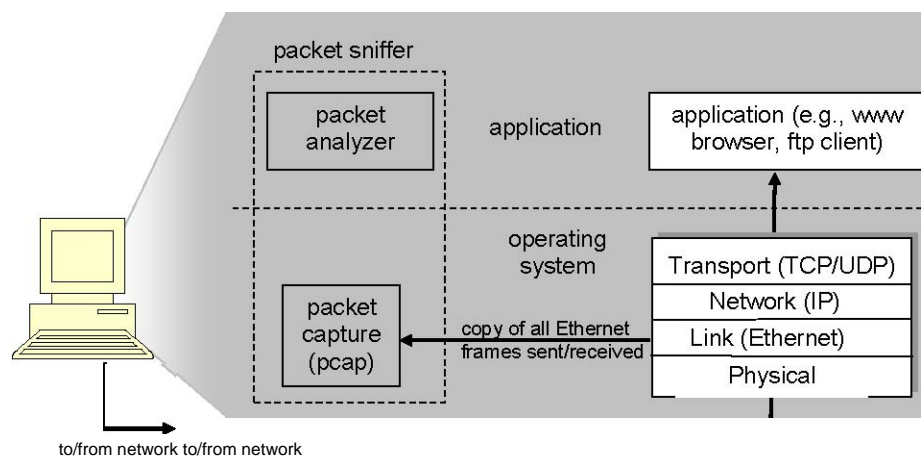 packet sniffer
packet
analyzer
application
application (e.g., www
browser, ftp client)
operating
system
packet
capture
(pcap)
copy of all Ethernet
frames sent/received
Transport (TCP/UDP)
Network (IP)
Link (Ethernet)
Physical
to/from network to/from network